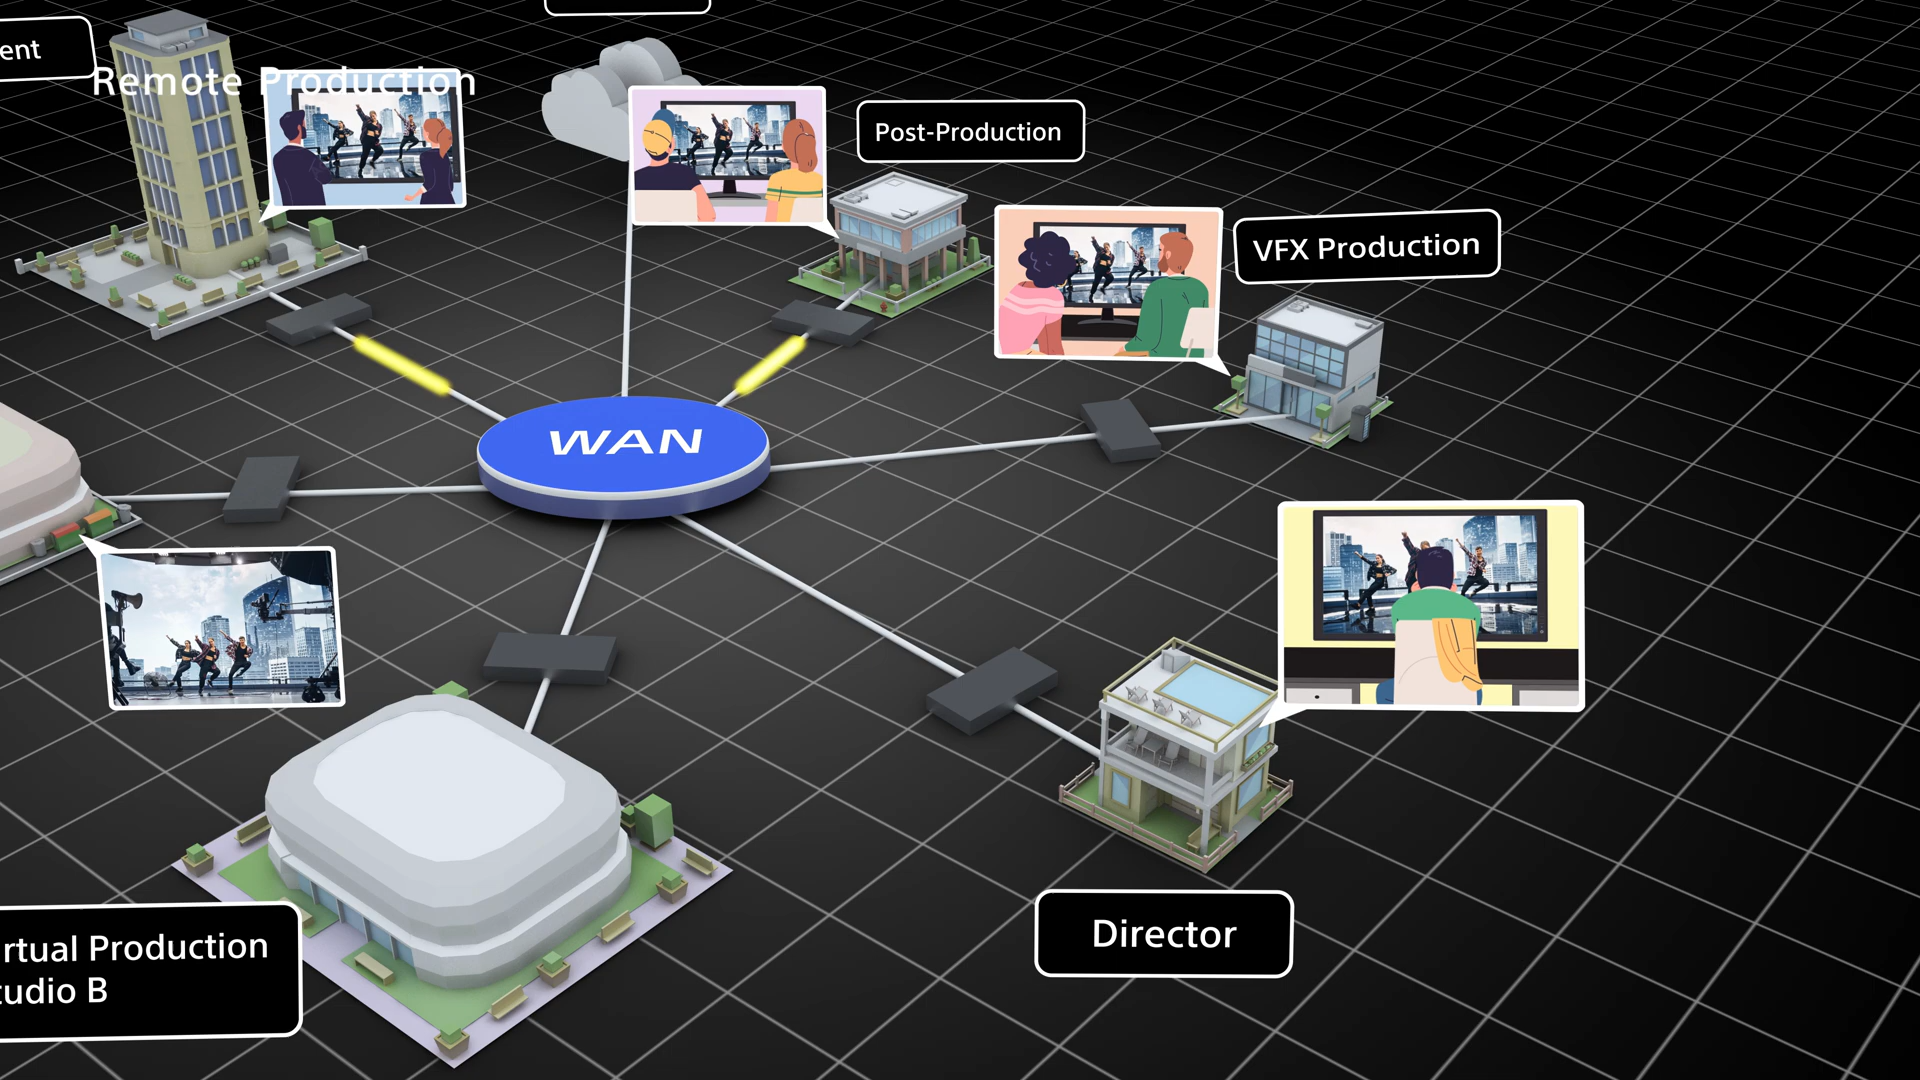 ent
Remote Production
Post-Production
VFX Production
WAN
Director
rtual Production
tudio B